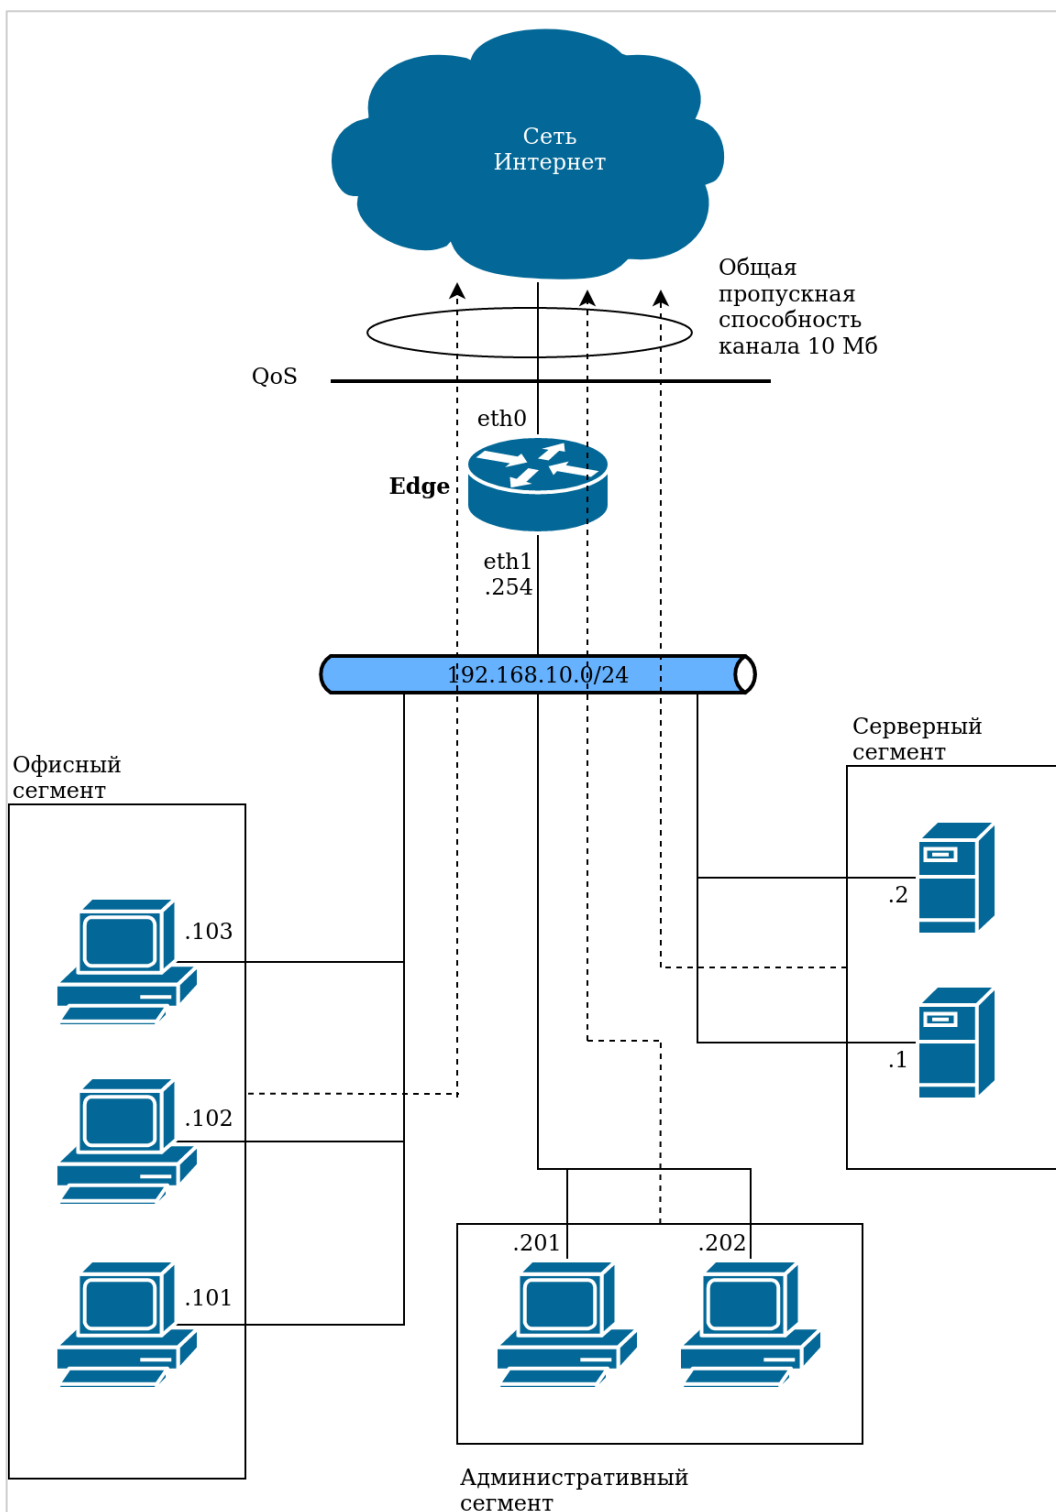 Сеть
Интернет
Общая
пропускная
способность
канала 10 Мб
QoS
eth0
Edge
eth1
.254
192.168.10.0/24
Серверный
сегмент
Офисный
сегмент
.2
.103
.1
.102
.101
.201
.202
Административный
сегмент